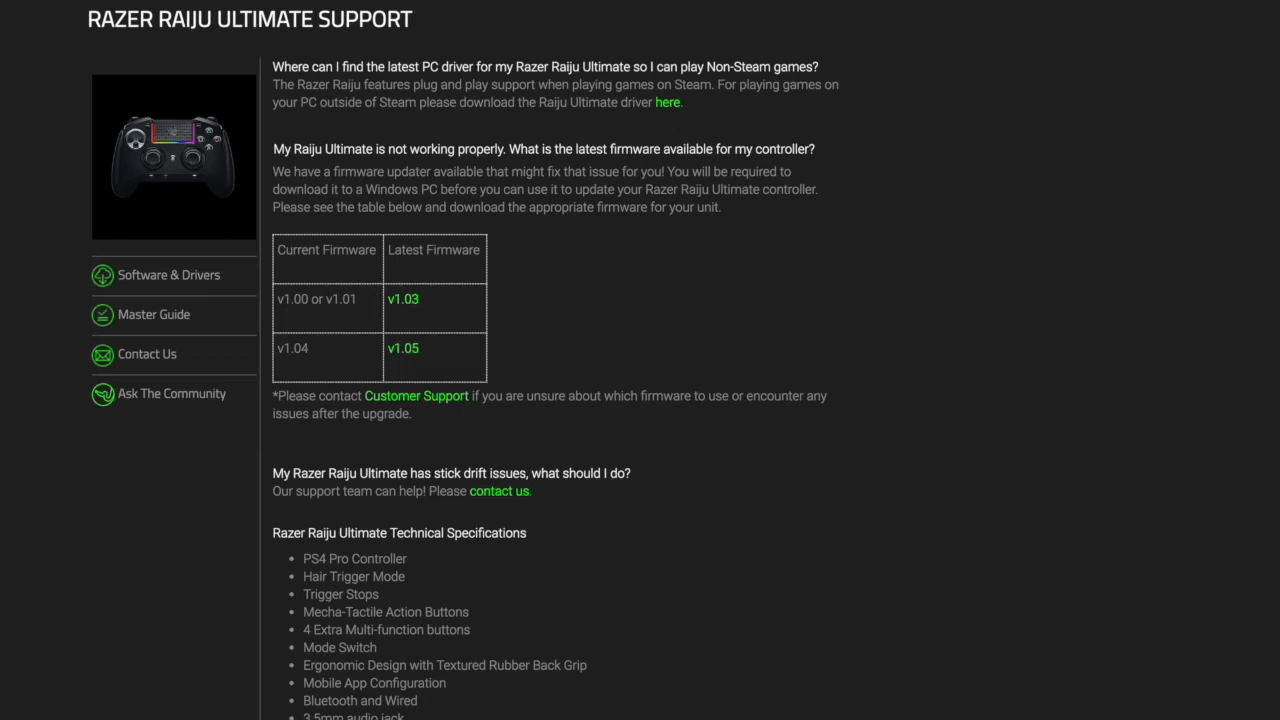 RAZER RAIJU ULTIMATE SUPPORT
Software & Drivers
Master Guide
Contact Us
Ask The Community
Where can I find the latest PC driver for my Razer Raiju Ultimate so I can play Non-Steam games?
The Razer Raiju features plug and play support when playing games on Steam. For playing games on
your PC outside of Steam please download the Raiju Ultimate driver here.
My Raiju Ultimate is not working properly. What is the latest firmware available for my controller?
We have a firmware updater available that might fix that issue for you! You will be required to
download it to a Windows PC before you can use it to update your Razer Raiju Ultimate controller.
Please see the table below and download the appropriate firmware for your unit.
Current Firmware Latest Firmware
v1.00 or v1.01 v1.03
v1.04 v1.05
*Please contact Customer Support if you are unsure about which firmware to use or encounter any
issues after the upgrade.
My Razer Raiju Ultimate has stick drift issues, what should I do?
Our support team can help! Please contact us.
Razer Raiju Ultimate Technical Specifications
• PS4 Pro Controller
• Hair Trigger Mode
• Trigger Stops
• Mecha-Tactile Action Buttons
• 4 Extra Multi-function buttons
• Mode Switch
• Ergonomic Design with Textured Rubber Back Grip
• Mobile App Configuration
• Bluetooth and Wired
• 3.5mm audio jack